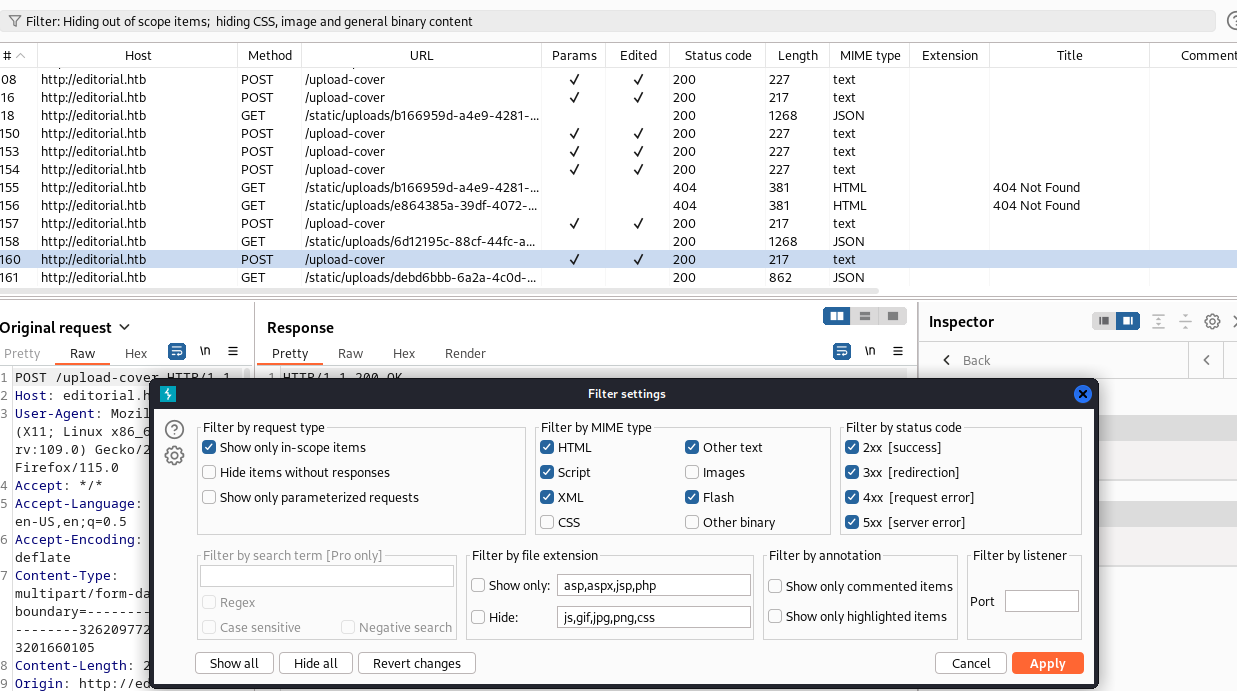 Filter: Hiding out of scope items; hiding CSS, image and general binary content
# Host Method URL Params Edited Status code Length MIME type Extension Title Comment
08 http://editorial.htb POST /upload-cover ✓ ✓ 200 227 text
16 http://editorial.htb POST /upload-cover ✓ ✓ 200 217 text
18 http://editorial.htb GET /static/uploads/b166959d-a4e9-4281-... 200 1268 JSON
150 http://editorial.htb POST /upload-cover ✓ ✓ 200 227 text
153 http://editorial.htb POST /upload-cover ✓ ✓ 200 227 text
154 http://editorial.htb POST /upload-cover ✓ ✓ 200 227 text
155 http://editorial.htb GET /static/uploads/b166959d-a4e9-4281-... 404 381 HTML 404 Not Found
156 http://editorial.htb GET /static/uploads/e864385a-39df-4072-... 404 381 HTML 404 Not Found
157 http://editorial.htb POST /upload-cover ✓ ✓ 200 217 text
158 http://editorial.htb GET /static/uploads/6d12195c-88cf-44fc-a... 200 1268 JSON
160 http://editorial.htb POST /upload-cover ✓ ✓ 200 217 text
161 http://editorial.htb GET /static/uploads/debd6bbb-6a2a-4c0d-... 200 862 JSON
Original request
Pretty Raw Hex \n
1 POST /upload-cover HTTP/1.1
2 Host: editorial.h
3 User-Agent: Mozil
(X11; Linux x86_6
rv:109.0) Gecko/2
Firefox/115.0
4 Accept: */*
5 Accept-Language:
en-US,en;q=0.5
6 Accept-Encoding:
deflate
7 Content-Type:
multipart/form-da
boundary=--------
--------326209772
3201660105
8 Content-Length: 2
9 Origin: http://ed
Response
Pretty Raw Hex Render \n
1 HTTP/1.1 200 OK
Inspector
Back
Filter settings
Filter by request type
Show only in-scope items
Hide items without responses
Show only parameterized requests
Filter by MIME type
HTML Other text
Script Images
XML Flash
CSS Other binary
Filter by status code
2xx [success]
3xx [redirection]
4xx [request error]
5xx [server error]
Filter by search term [Pro only]
Regex
Case sensitive Negative search
Filter by file extension
Show only: asp,aspx,jsp,php
Hide: js,gif,jpg,png,css
Filter by annotation
Show only commented items
Show only highlighted items
Filter by listener
Port
Show all Hide all Revert changes Cancel Apply